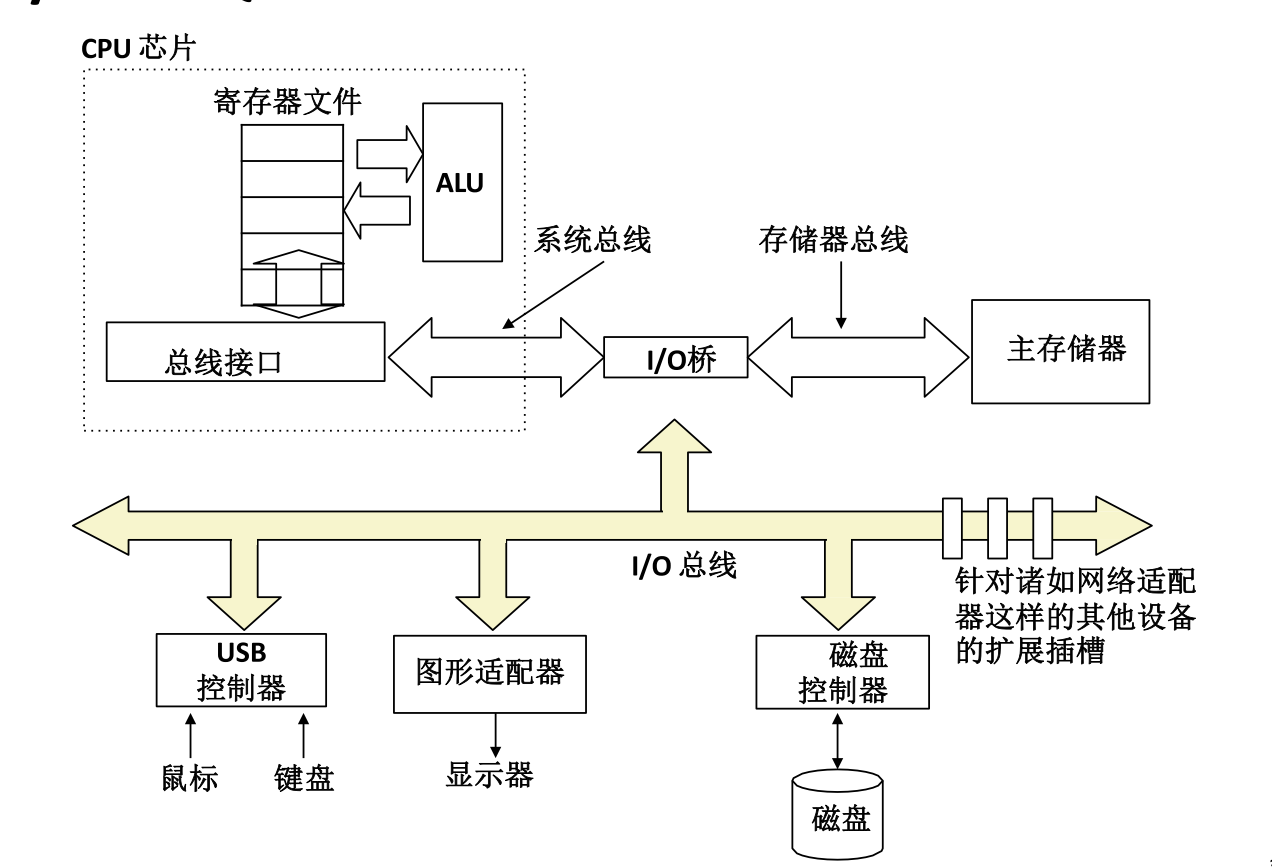 CPU 芯片
寄存器文件
ALU
系统总线
存储器总线
总线接口
I/O桥
主存储器
I/O 总线
针对诸如网络适配
器这样的其他设备
的扩展插槽
USB
控制器
图形适配器
磁盘
控制器
鼠标
键盘
显示器
磁盘